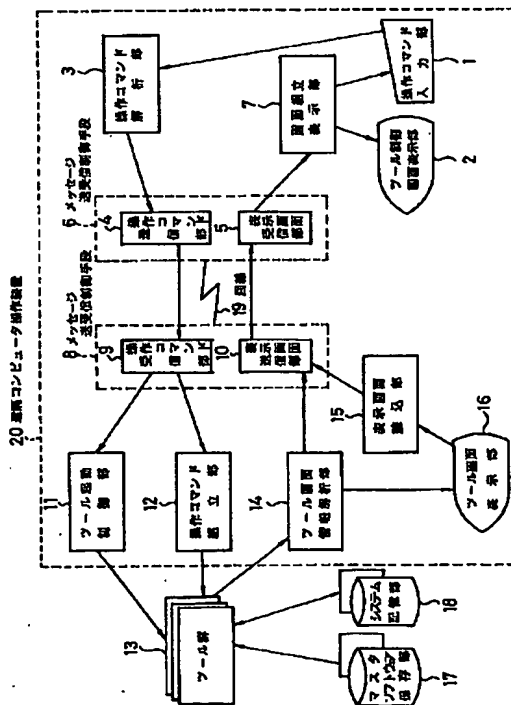 20 遠隔コンピュータ操作装置
3
操作コマンド
解析部
6 メッセージ
送受信制御手段
4
操作コマンド
送信部
5
表示画面
受信部
7
画面組立
表示部
1
操作コマンド
入力部
2
ツール制御
画面表示部
8 メッセージ
送受信制御手段
9
操作コマンド
受信部
10
表示画面
送信部
19 回線
11
ツール起動
制御部
12
操作コマンド
組立部
14
ツール画面
情報解析部
15
表示画面
読込部
16
ツール画面
表示部
13
ツール群
17
マスタ
ソフトウェア
保存部
18
システム
記憶部